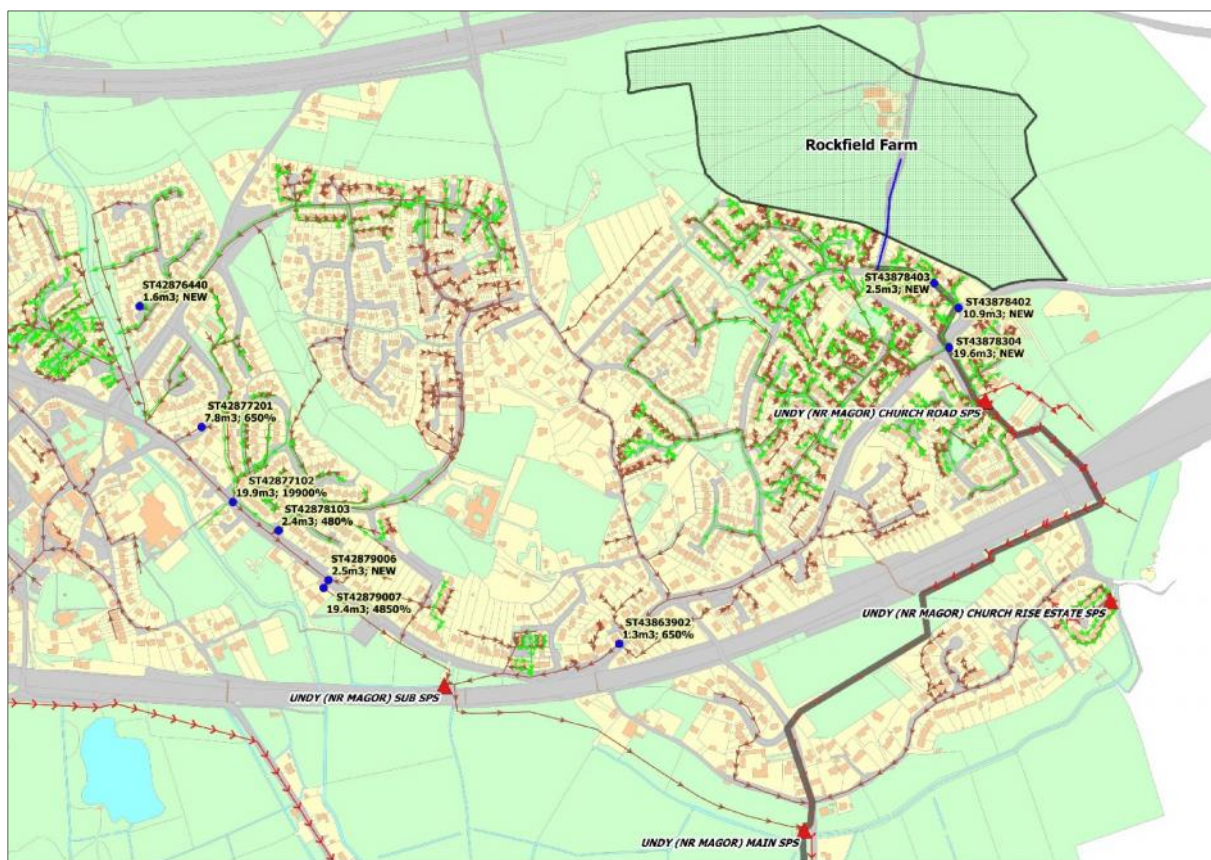 Rockfield Farm
ST43878403
2.5m3; NEW
ST43878402
10.9m3; NEW
ST43878304
19.6m3; NEW
ST42876440
1.6m3; NEW
UNDY (NR MAGOR) CHURCH ROAD SPS
ST42877201
7.8m3; 650%
ST42877102
19.9m3; 19900%
ST42878103
2.4m3; 480%
ST42879006
2.5m3; NEW
ST42879007
19.4m3; 4850%
UNDY (NR MAGOR) CHURCH RISE ESTATE SPS
ST43863902
1.3m3; 650%
UNDY (NR MAGOR) SUB SPS
UNDY (NR MAGOR) MAIN SPS